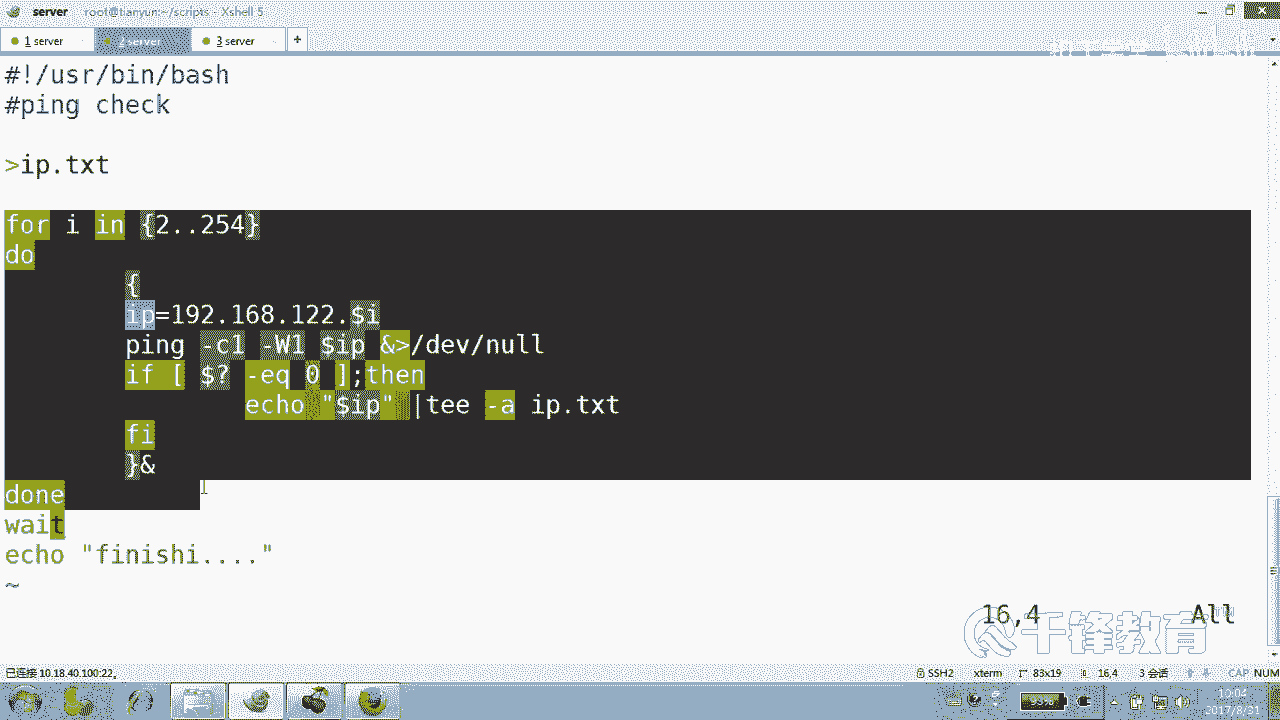 server root@tianyun:~/scripts - Xshell 5
1 server 2 server 3 server +
#!/usr/bin/bash
#ping check
>ip.txt
for i in {2..254}
do
{
ip=192.168.122.$i
ping -c1 -W1 $ip &>/dev/null
if [ $? -eq 0 ];then
echo "$ip" |tee -a ip.txt
fi
}&
done
wait
echo "finishi...."
~
16,4 All
千锋教育
已连接 10.18.40.100:22。 SSH2 xterm 83x19 16,4 3 会话 CAP NUM
93% 10:04
2017/8/31